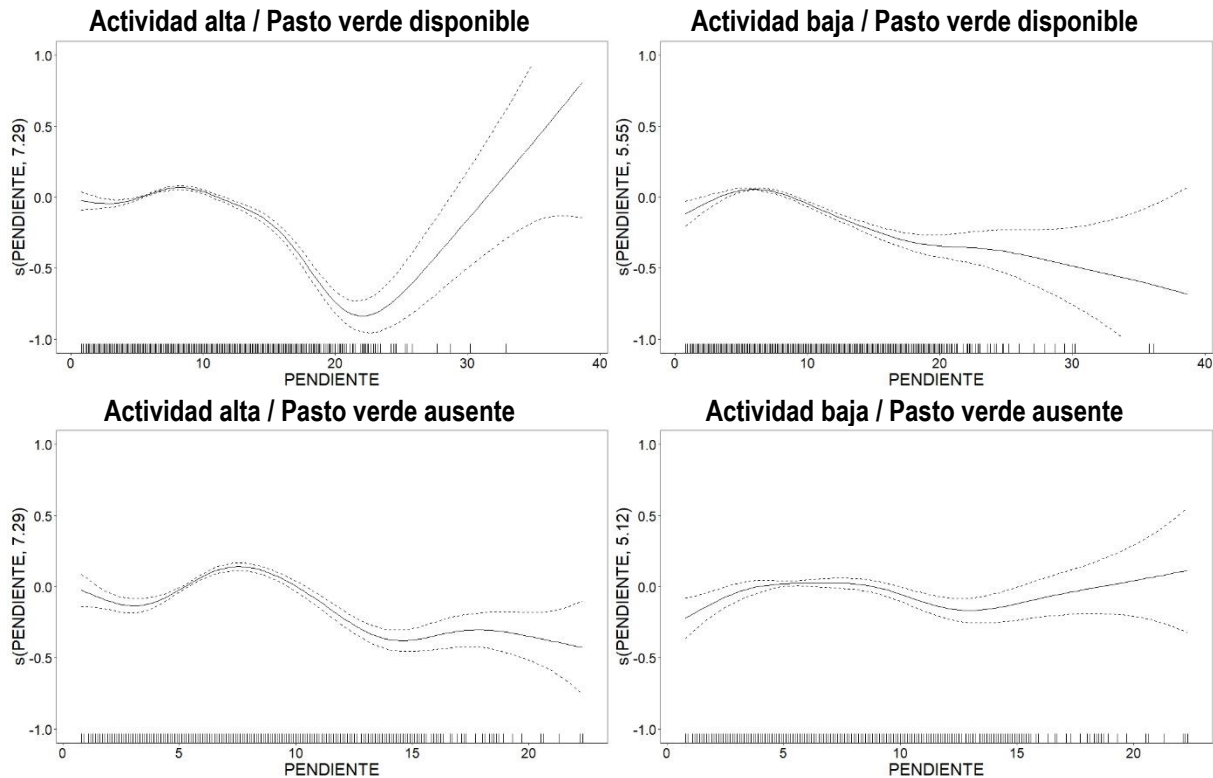 Actividad alta / Pasto verde disponible
1.0
0.5
0.0
-0.5
-1.0
s(PENDIENTE, 7.29)
0 10 20 30 40
PENDIENTE
Actividad baja / Pasto verde disponible
1.0
0.5
0.0
-0.5
-1.0
s(PENDIENTE, 5.55)
0 10 20 30 40
PENDIENTE
Actividad alta / Pasto verde ausente
1.0
0.5
0.0
-0.5
-1.0
s(PENDIENTE, 7.29)
0 5 10 15 20
PENDIENTE
Actividad baja / Pasto verde ausente
1.0
0.5
0.0
-0.5
-1.0
s(PENDIENTE, 5.12)
0 5 10 15 20
PENDIENTE